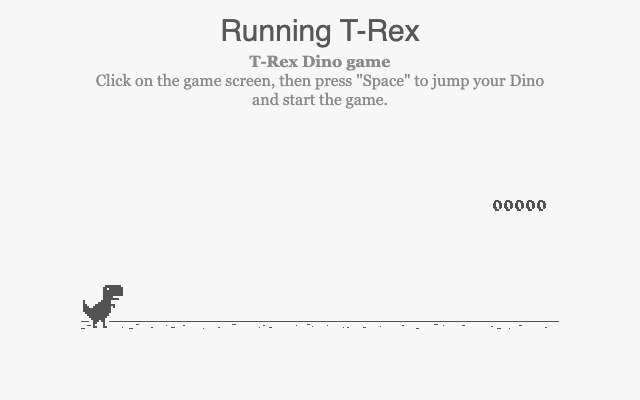 Running T-Rex
T-Rex Dino game
Click on the game screen, then press "Space" to jump your Dino
and start the game.
00000